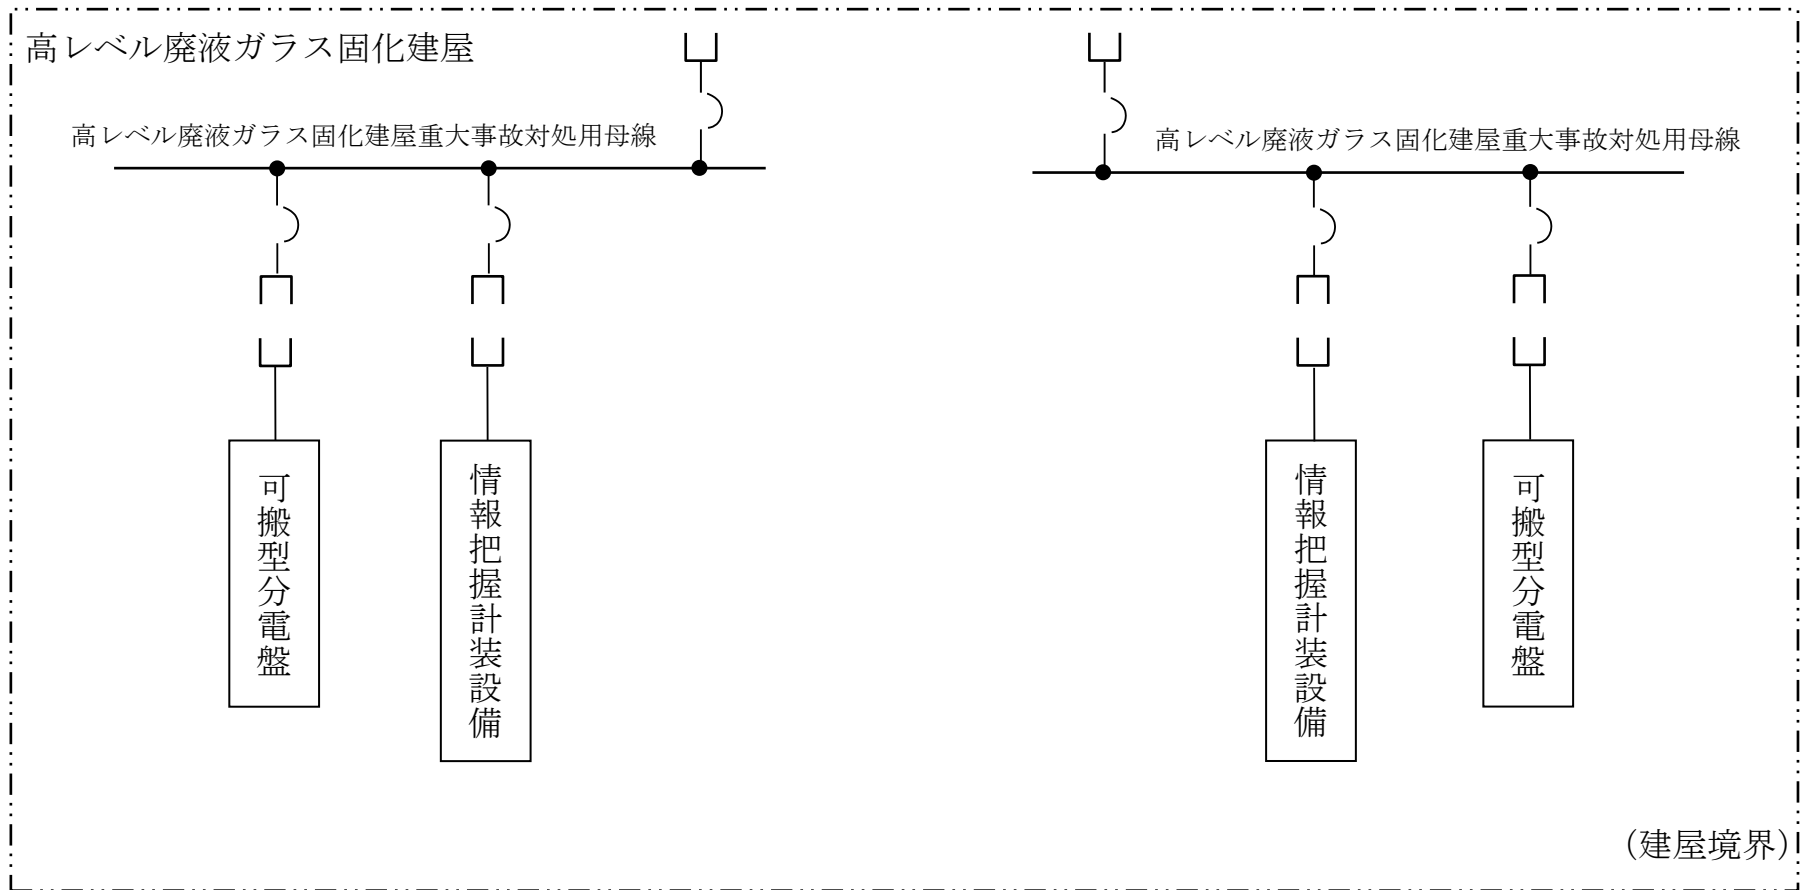 高レベル廃液ガラス固化建屋
高レベル廃液ガラス固化建屋重大事故対処用母線
高レベル廃液ガラス固化建屋重大事故対処用母線
可搬型分電盤
情報把握計装設備
情報把握計装設備
可搬型分電盤
(建屋境界)